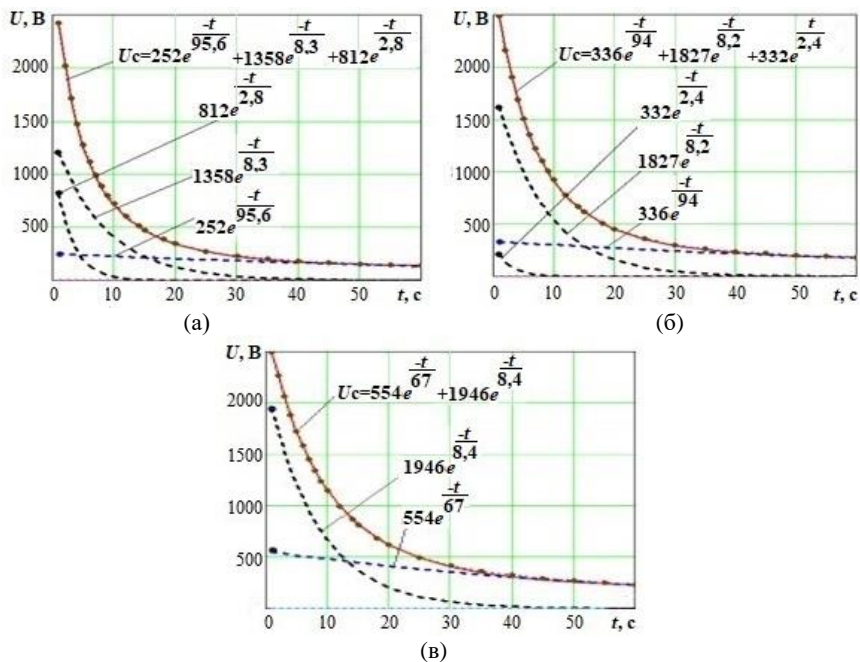 U, В
Uc=252e^{-t/95,6}+1358e^{-t/8,3}+812e^{-t/2,8}
2000
812e^{-t/2,8}
1500
1000
1358e^{-t/8,3}
500
252e^{-t/95,6}
0 10 20 30 40 50 t, с
(а)
U, В
Uc=336e^{-t/94}+1827e^{-t/8,2}+332e^{t/2,4}
2000
332e^{-t/2,4}
1500
1827e^{-t/8,2}
1000
336e^{-t/94}
500
0 10 20 30 40 50 t, с
(б)
U, В
Uc=554e^{-t/67}+1946e^{-t/8,4}
2000
1500
1946e^{-t/8,4}
1000
554e^{-t/67}
500
0 10 20 30 40 50 t, с
(в)